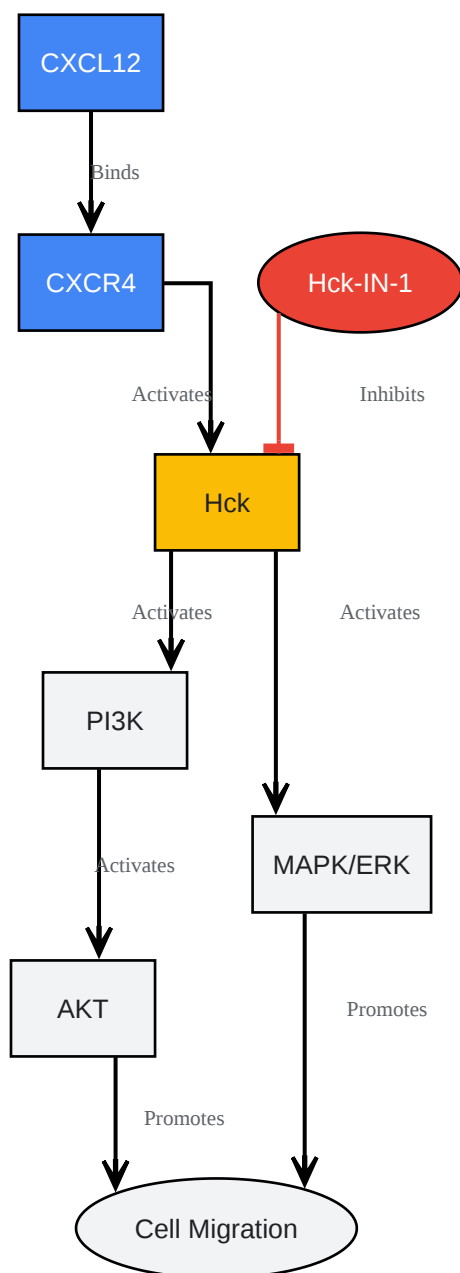 CXCL12
Binds
CXCR4
Hck-IN-1
Activates
Inhibits
Hck
Activates
Activates
PI3K
Activates
MAPK/ERK
AKT
Promotes
Promotes
Cell Migration